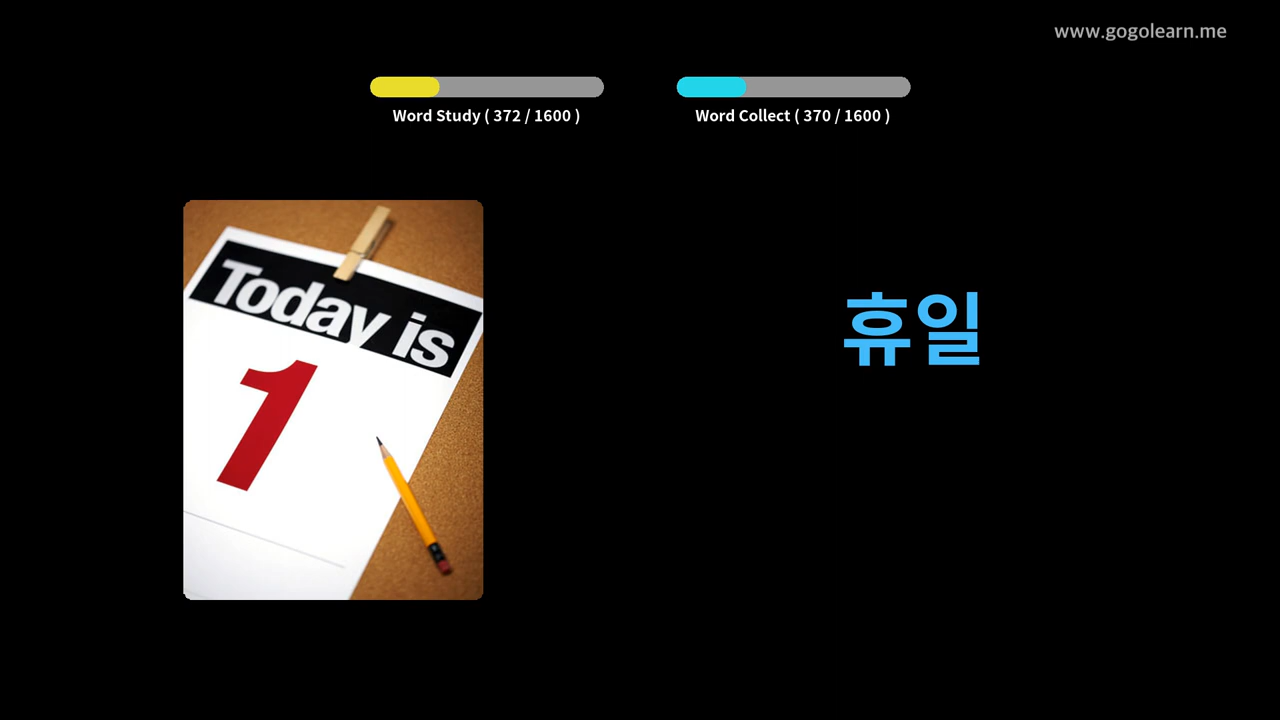 www.gogolearn.me
Word Study ( 372 / 1600 )
Word Collect ( 370 / 1600 )
Today is
1
휴일